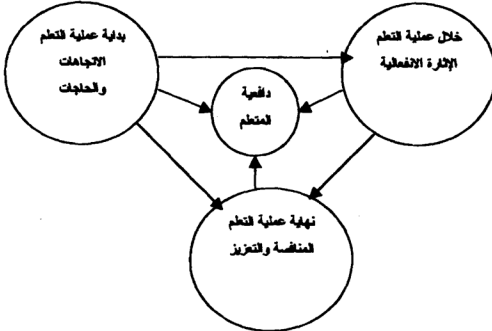 خلال عملية التعلم
الإثارة الانفعالية
بداية عملية التعلم
الاتجاهات
والحاجات
دافعية
المتعلم
نهاية عملية التعلم
المنافسة والتعزيز